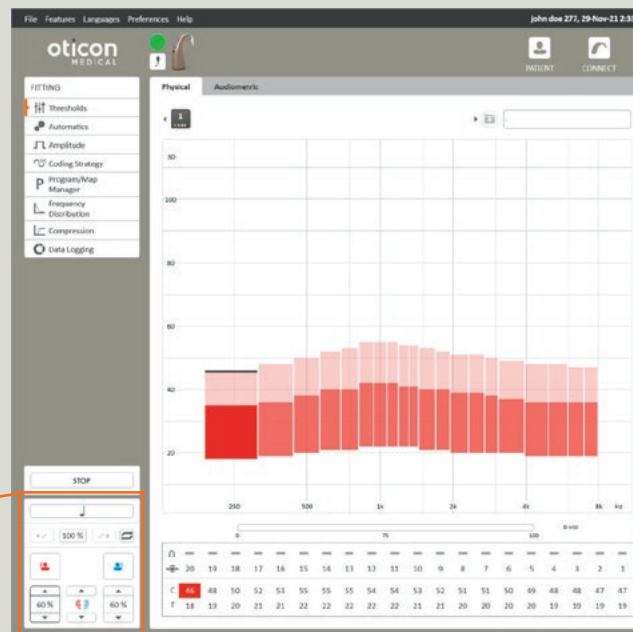 File Features Languages Preferences Help
john doe 277, 29-Nov-21 2:33
oticon
MEDICAL
PATIENT
CONNECT
FITTING
Thresholds
Automatics
Amplitude
Coding Strategy
P Program/Map
Manager
Frequency
Distribution
Compression
Data Logging
STOP
100 %
60 %
60 %
Physical Audiometric
1
100
80
60
40
20
250 500 1k 2k 4k 8k Hz
0 75 100
20 19 18 17 16 15 14 13 12 11 10 9 8 7 6 5 4 3 2 1
C 46 48 50 52 53 55 55 55 54 54 53 52 51 51 50 49 48 48 47 47
T 18 19 20 21 21 22 22 22 22 21 21 20 20 20 20 19 19 19 19